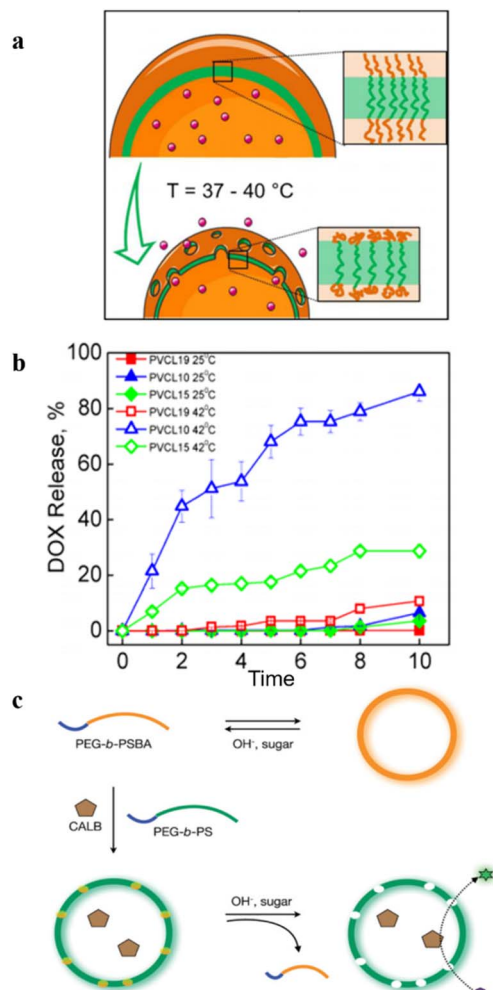 a
T = 37 - 40 °C
b
100
80
60
40
20
0
DOX Release, %
PVCL19 25°C
PVCL10 25°C
PVCL15 25°C
PVCL19 42°C
PVCL10 42°C
PVCL15 42°C
0 2 4 6 8 10
Time
c
PEG-b-PSBA
OH⁻, sugar
CALB
PEG-b-PS
OH⁻, sugar